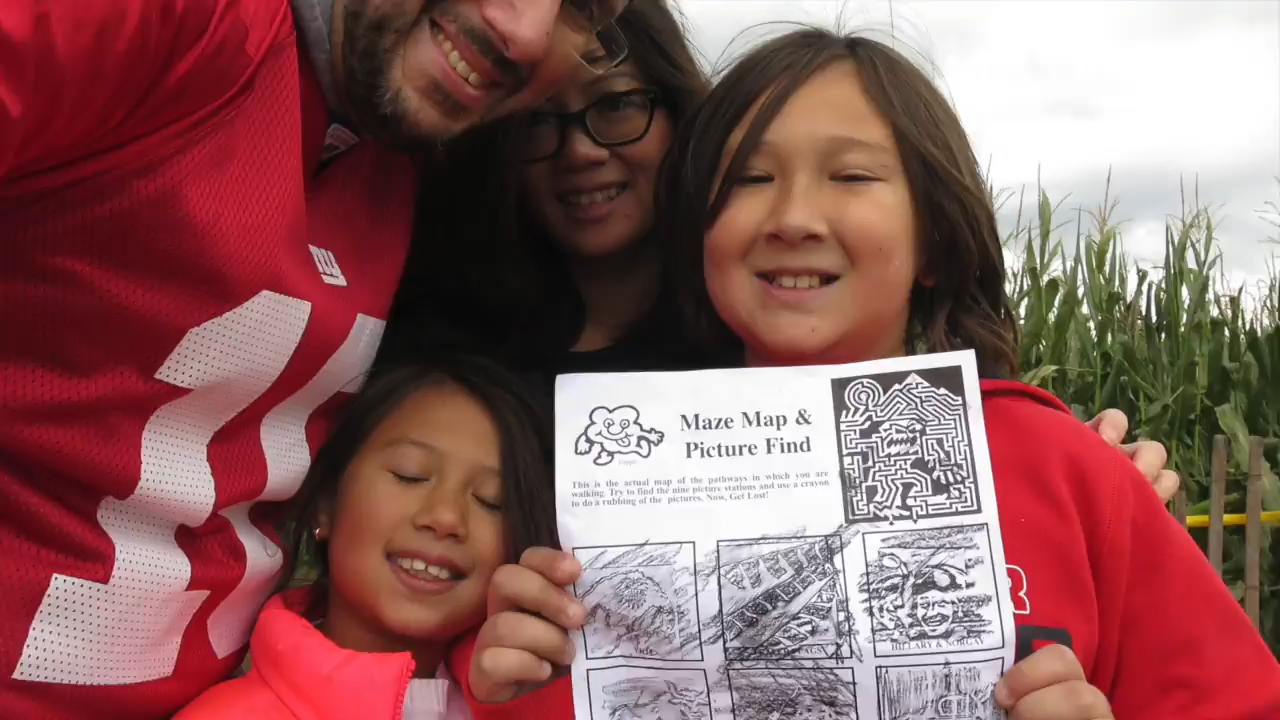 NY
11
Maze Map &
Picture Find
This is the actual map of the pathways in which you are
walking. Try to find the nine picture stations and use a crayon
to do a rubbing of the pictures. Now, Get Lost!
HILLARY & NORGAY